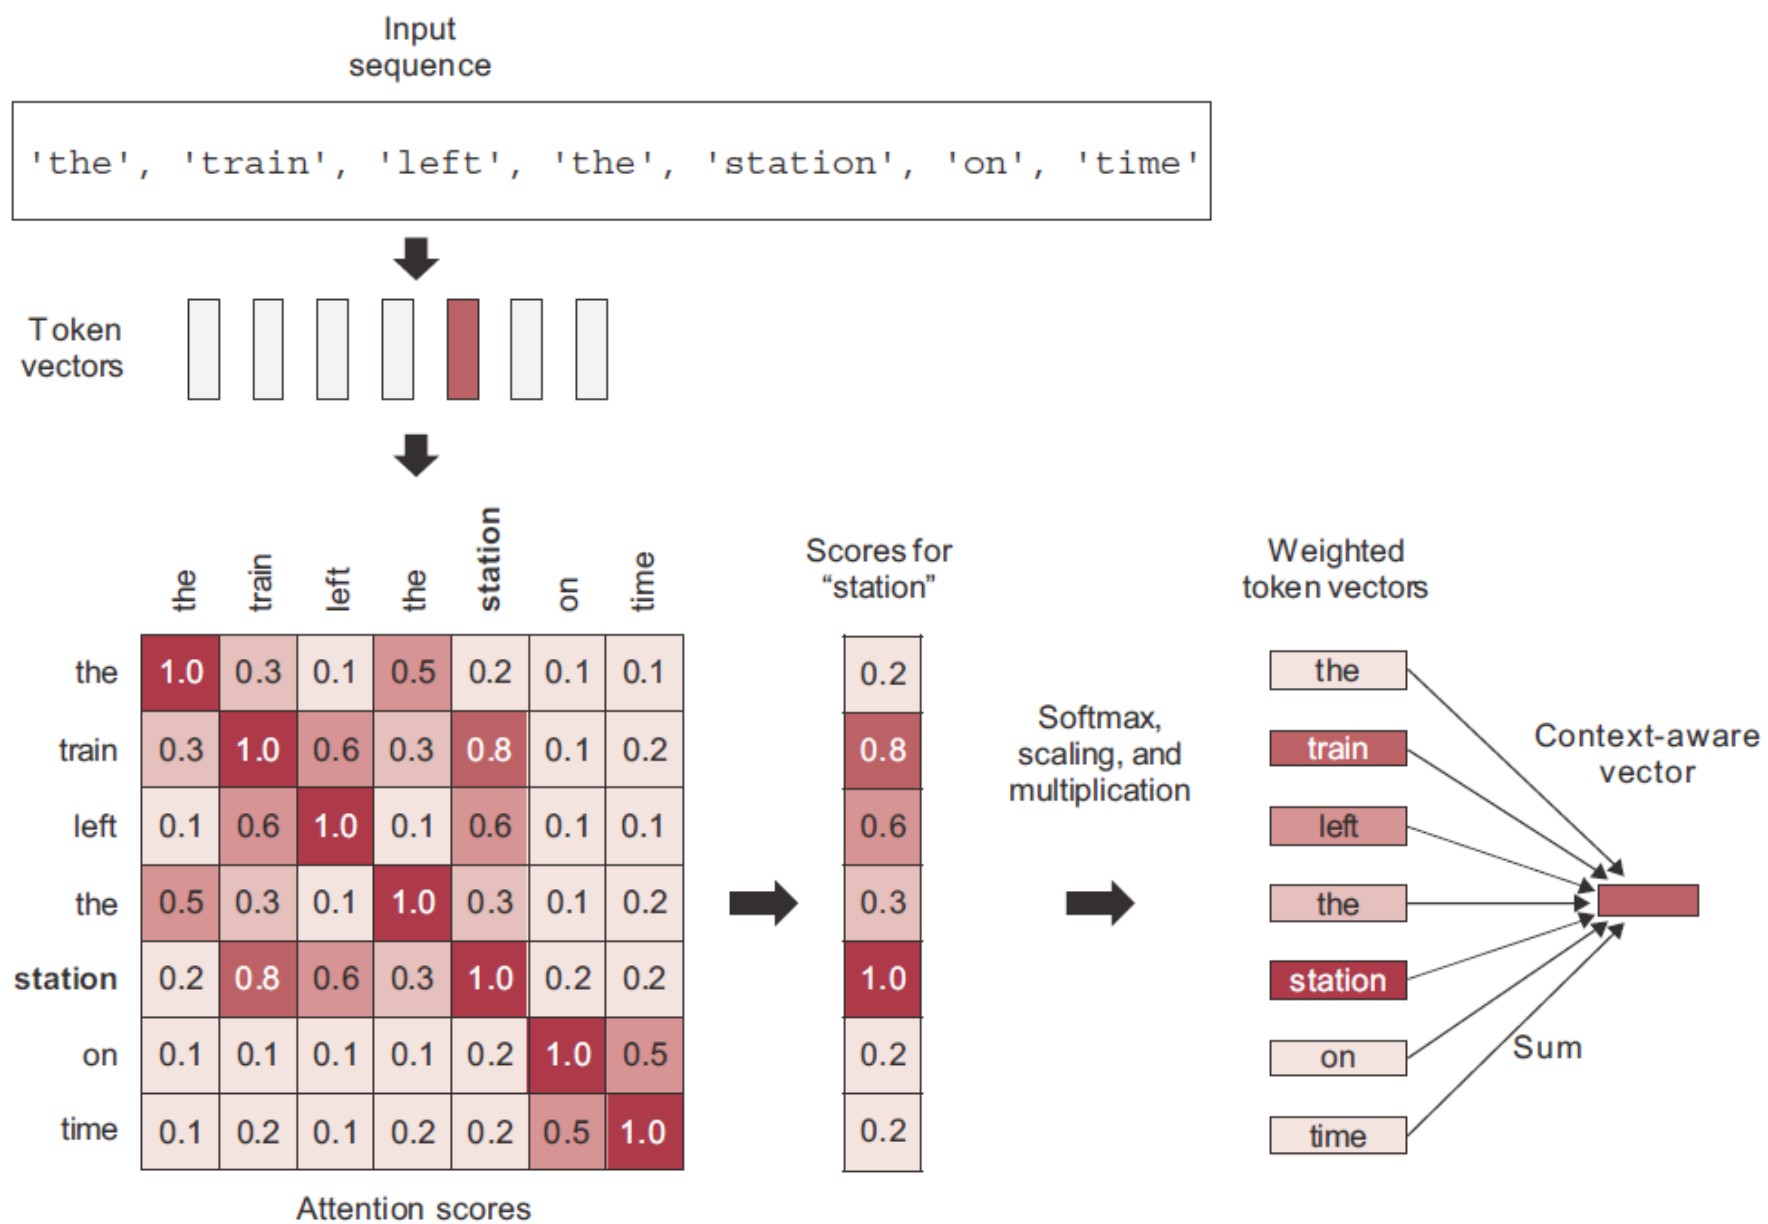 Input
sequence
'the', 'train', 'left', 'the', 'station', 'on', 'time'
Token
vectors
the train left the station on time
the 1.0 0.3 0.1 0.5 0.2 0.1 0.1
train 0.3 1.0 0.6 0.3 0.8 0.1 0.2
left 0.1 0.6 1.0 0.1 0.6 0.1 0.1
the 0.5 0.3 0.1 1.0 0.3 0.1 0.2
station 0.2 0.8 0.6 0.3 1.0 0.2 0.2
on 0.1 0.1 0.1 0.1 0.2 1.0 0.5
time 0.1 0.2 0.1 0.2 0.2 0.5 1.0
Attention scores
Scores for
“station”
0.2
0.8
0.6
0.3
1.0
0.2
0.2
Softmax,
scaling, and
multiplication
Weighted
token vectors
the
train
left
the
station
on
time
Sum
Context-aware
vector